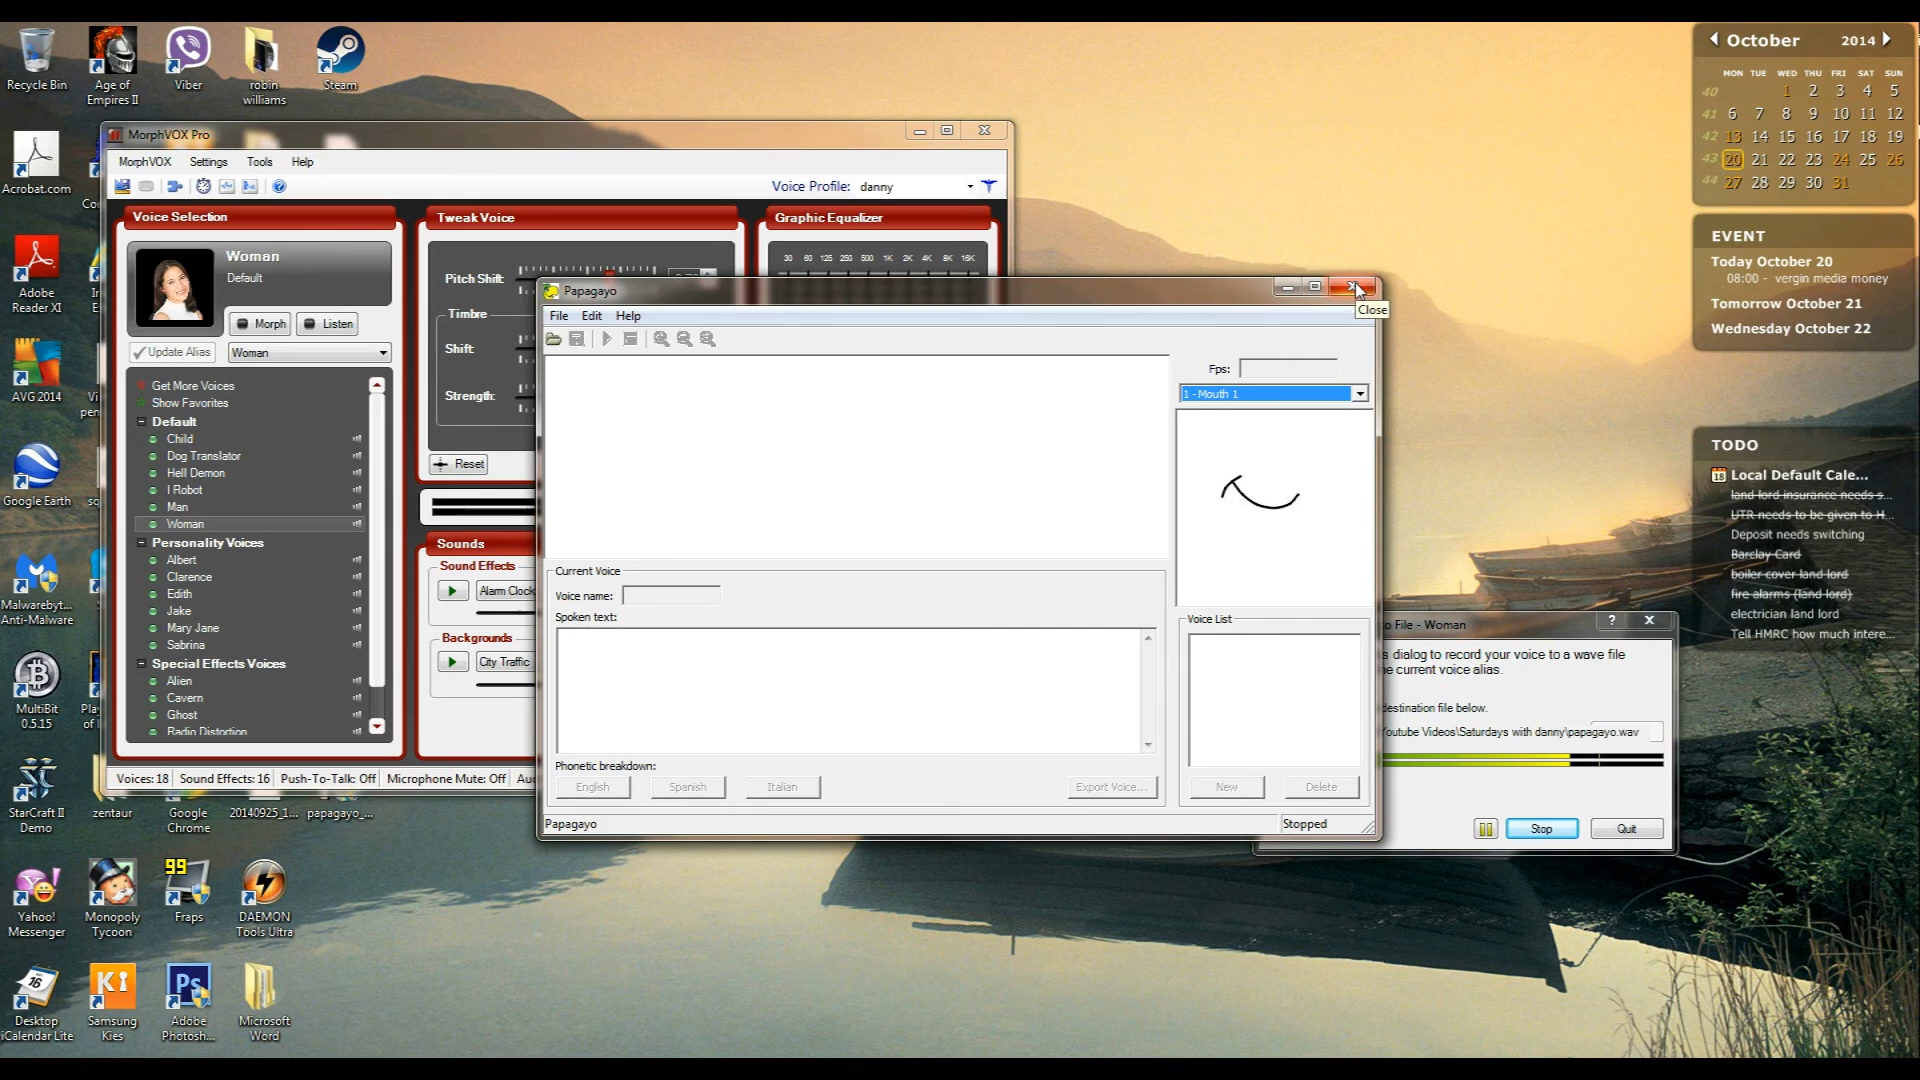 Recycle Bin
Age of
Empires II
Viber
robin
williams
Steam
Acrobat.com
Adobe
Reader XI
AVG 2014
Google Earth
Malwarebyt...
Anti-Malware
MultiBit
0.5.15
StarCraft II
Demo
zentaur
Google
Chrome
20140925_1...
papagayo_...
Yahoo!
Messenger
Monopoly
Tycoon
99
Fraps
DAEMON
Tools Ultra
Desktop
iCalendar Lite
Samsung
Kies
Adobe
Photosh...
Microsoft
Word
MorphVOX Pro
MorphVOX Settings Tools Help
Voice Profile: danny
Voice Selection
Woman
Default
Morph Listen
Update Alias Woman
Get More Voices
Show Favorites
Default
Child
Dog Translator
Hell Demon
I Robot
Man
Woman
Personality Voices
Albert
Clarence
Edith
Jake
Mary Jane
Sabrina
Special Effects Voices
Alien
Cavern
Ghost
Radio Distortion
Voices: 18 Sound Effects: 16 Push-To-Talk: Off Microphone Mute: Off
Tweak Voice
Pitch Shift:
Timbre
Shift:
Strength:
Reset
Graphic Equalizer
30 60 125 250 500 1K 2K 4K 8K 16K
Sounds
Sound Effects
Alarm Clock
Backgrounds
City Traffic
Papagayo
File Edit Help
Close
Fps:
1 - Mouth 1
Current Voice
Voice name:
Spoken text:
Phonetic breakdown:
English Spanish Italian Export Voice...
Voice List
New Delete
Papagayo
Stopped
o File - Woman
s dialog to record your voice to a wave file
e current voice alias.
destination file below.
outube Videos\Saturdays with danny\papagayo.wav
Stop Quit
October 2014
MON TUE WED THU FRI SAT SUN
40 1 2 3 4 5
41 6 7 8 9 10 11 12
42 13 14 15 16 17 18 19
43 20 21 22 23 24 25 26
44 27 28 29 30 31
EVENT
Today October 20
08:00 - vergin media money
Tomorrow October 21
Wednesday October 22
TODO
Local Default Cale...
land lord insurance needs s...
UTR needs to be given to H...
Deposit needs switching
Barclay Card
boiler cover land lord
fire alarms (land lord)
electrician land lord
Tell HMRC how much intere...